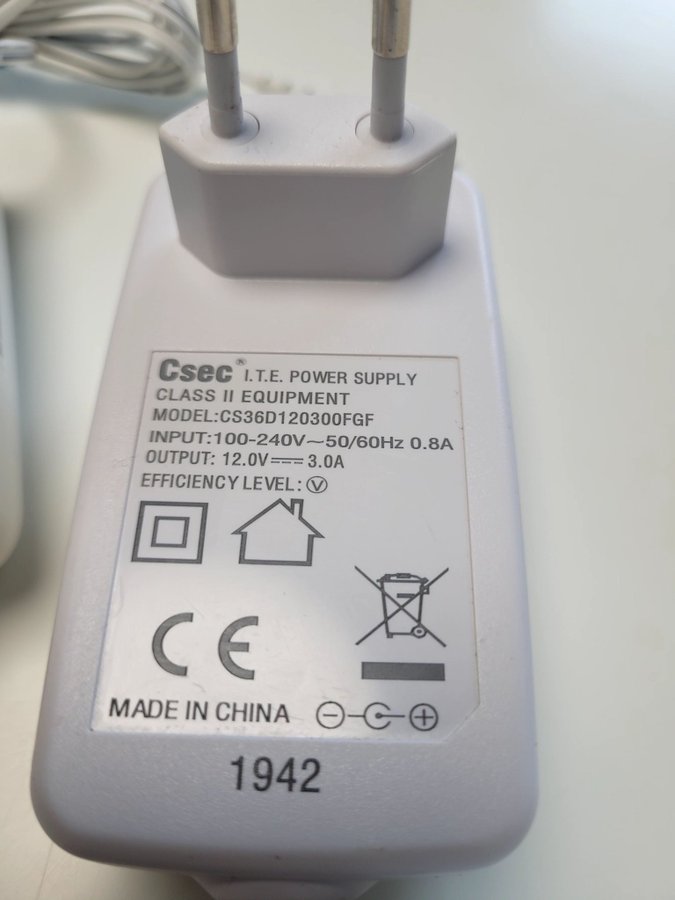 Csec® I.T.E. POWER SUPPLY
CLASS II EQUIPMENT
MODEL:CS36D120300FGF
INPUT:100-240V~50/60Hz 0.8A
OUTPUT: 12.0V⎓3.0A
EFFICIENCY LEVEL: Ⓥ
CE
MADE IN CHINA
1942